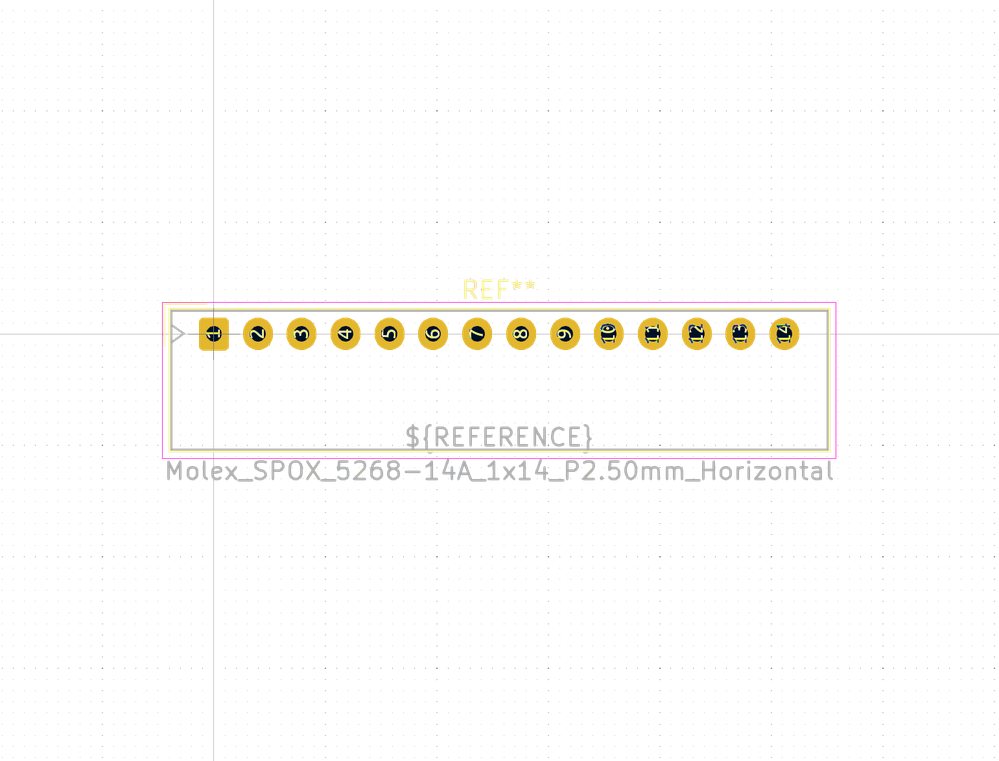 REF**
1 2 3 4 5 6 7 8 9 10 11 12 13 14
${REFERENCE}
Molex_SPOX_5268-14A_1x14_P2.50mm_Horizontal